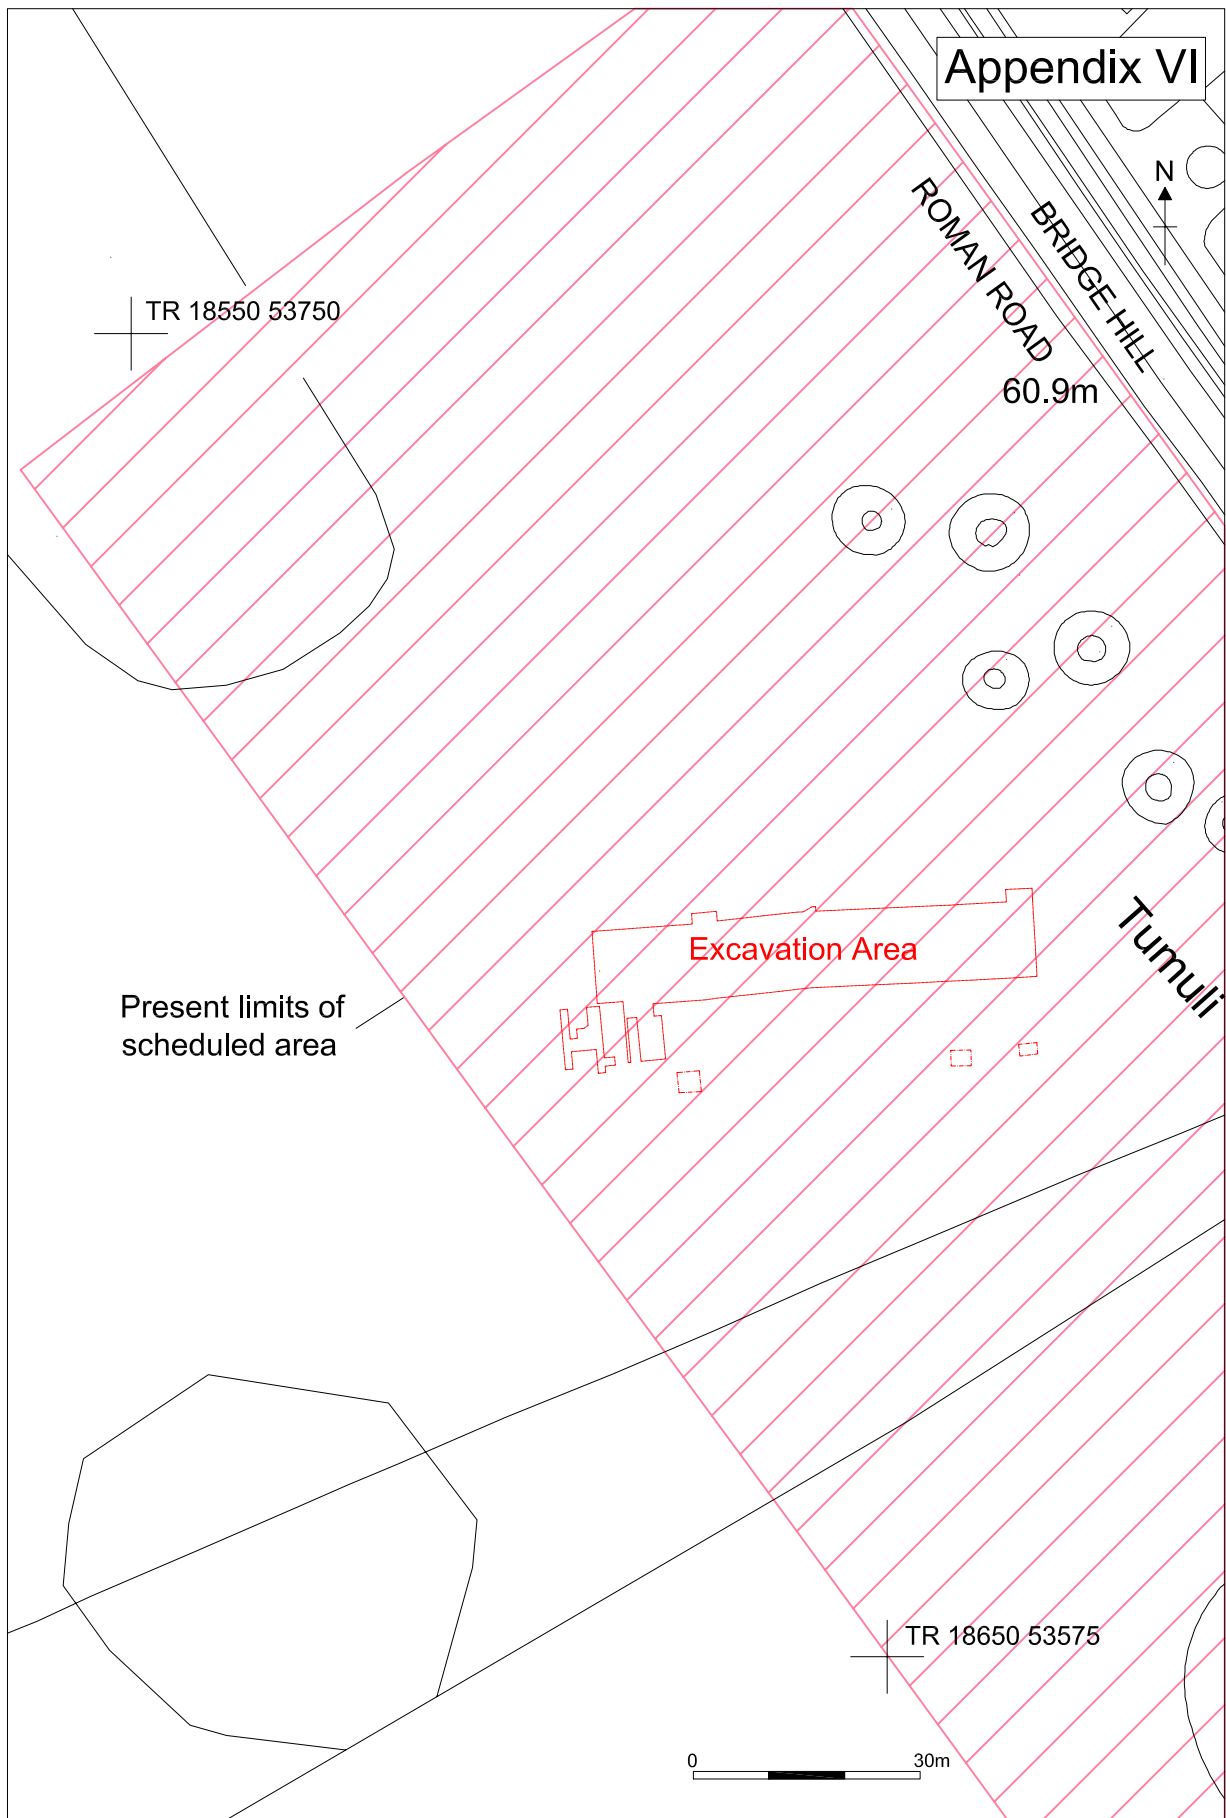 Appendix VI
N
ROMAN ROAD
BRIDGE HILL
60.9m
TR 18550 53750
Tumuli
Excavation Area
Present limits of
scheduled area
TR 18650 53575
0 30m